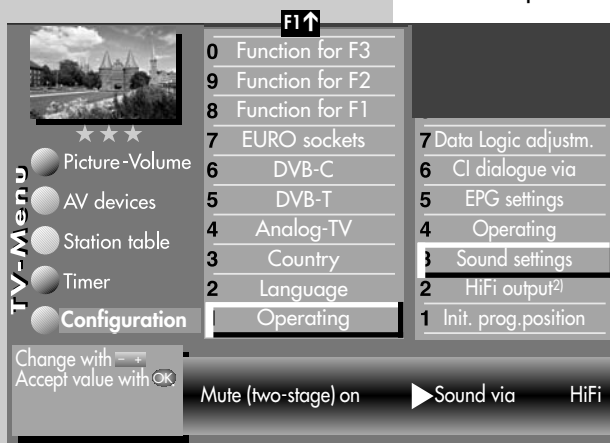 F1↑
0 Function for F3
9 Function for F2
8 Function for F1
7 EURO sockets
6 DVB-C
5 DVB-T
4 Analog-TV
3 Country
2 Language
Operating
7 Data Logic adjustm.
6 CI dialogue via
5 EPG settings
4 Operating
3 Sound settings
2 HiFi output2)
1 Init. prog.position
TV-Menu
Picture-Volume
AV devices
Station table
Timer
Configuration
Change with - +
Accept value with OK
Mute (two-stage) on
Sound via HiFi